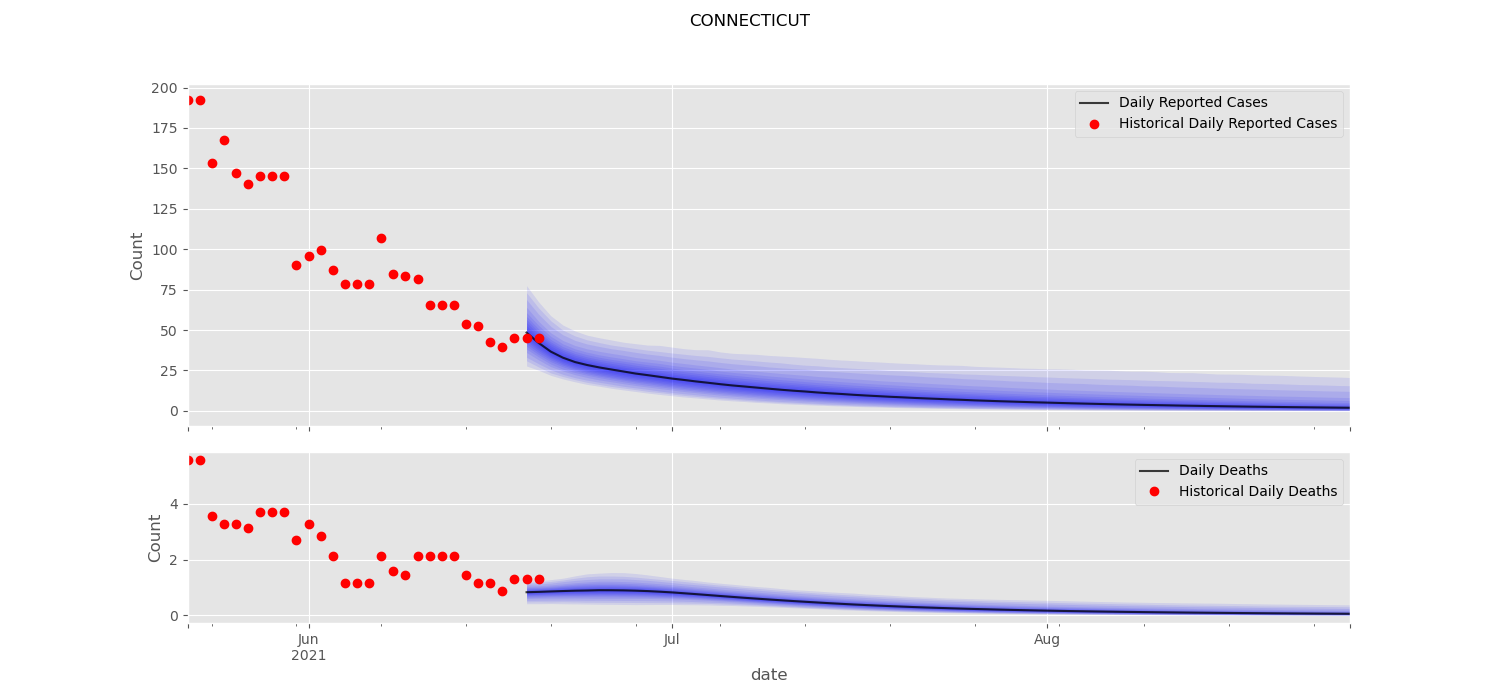 CONNECTICUT
200
175
150
125
100
75
50
25
0
Count
Daily Reported Cases
Historical Daily Reported Cases
4
2
0
Count
Daily Deaths
Historical Daily Deaths
Jun
2021
Jul
Aug
date